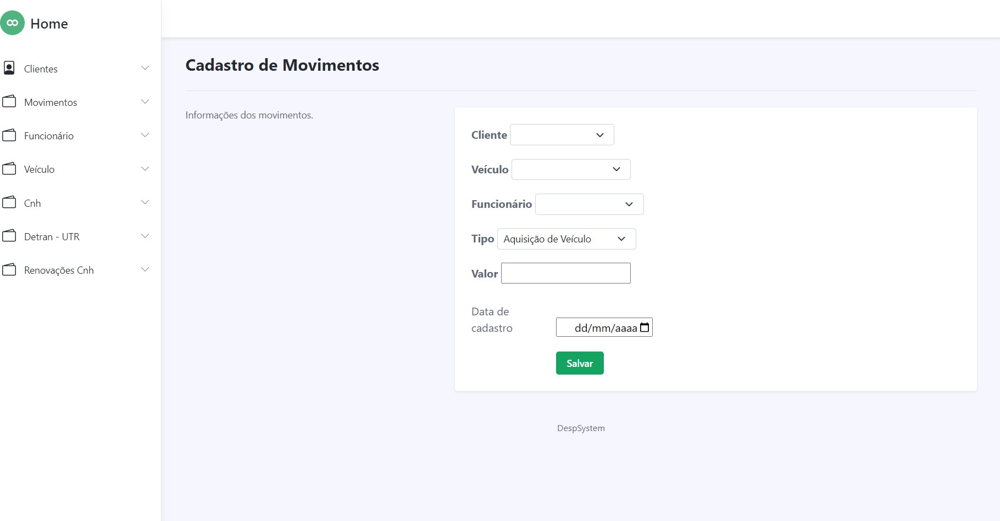 Home
Clientes
Movimentos
Funcionário
Veículo
Cnh
Detran - UTR
Renovações Cnh
Cadastro de Movimentos
Informações dos movimentos.
Cliente
Veículo
Funcionário
Tipo Aquisição de Veículo
Valor
Data de
cadastro dd/mm/aaaa
Salvar
DespSystem